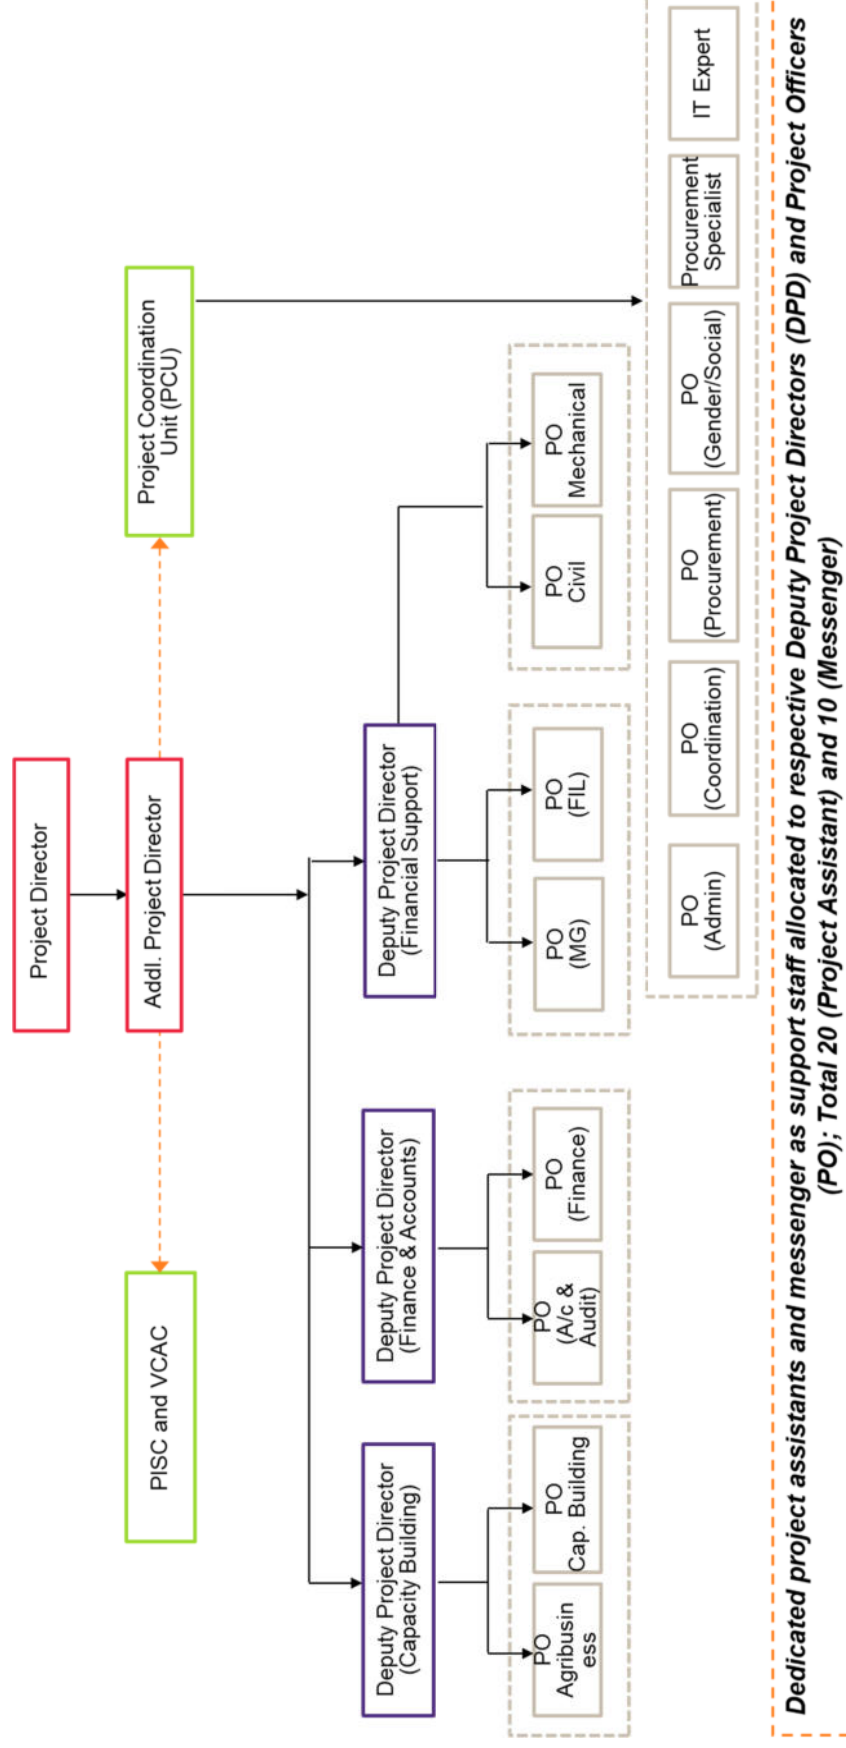 Project Director
Addl. Project Director
PISC and VCAC
Project Coordination
Unit (PCU)
Deputy Project Director
(Capacity Building)
Deputy Project Director
(Finance & Accounts)
Deputy Project Director
(Financial Support)
PO
Agribusin
ess
PO
Cap. Building
PO
(A/c &
Audit)
PO
(Finance)
PO
(MG)
PO
(FIL)
PO
Civil
PO
Mechanical
PO
(Admin)
PO
(Coordination)
PO
(Procurement)
PO
(Gender/Social)
Procurement
Specialist
IT Expert
Dedicated project assistants and messenger as support staff allocated to respective Deputy Project Directors (DPD) and Project Officers
(PO); Total 20 (Project Assistant) and 10 (Messenger)